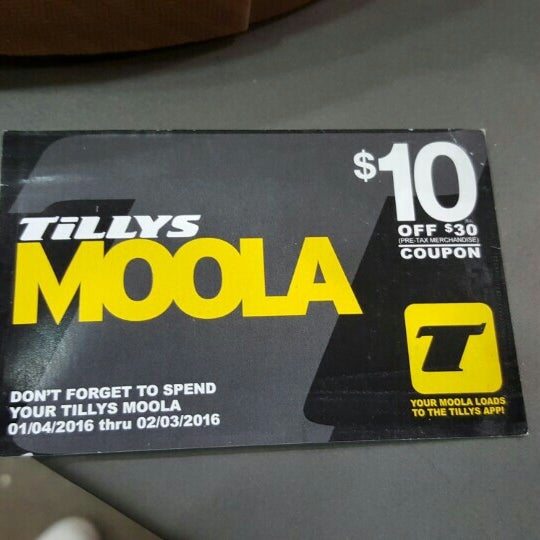 $10
OFF $30
(PRE-TAX MERCHANDISE)
COUPON
TiLLYS
MOOLA
T
DON'T FORGET TO SPEND
YOUR TILLYS MOOLA
01/04/2016 thru 02/03/2016
YOUR MOOLA LOADS
TO THE TILLYS APP!